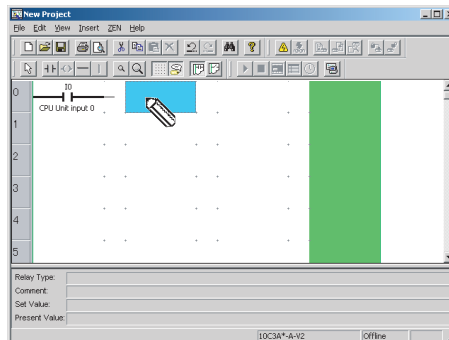 New Project
File Edit View Insert ZEN Help
0
I0
CPU Unit input 0
1
2
3
4
5
Relay Type:
Comment:
Set Value:
Present Value:
10C3A*-A-V2 Offline